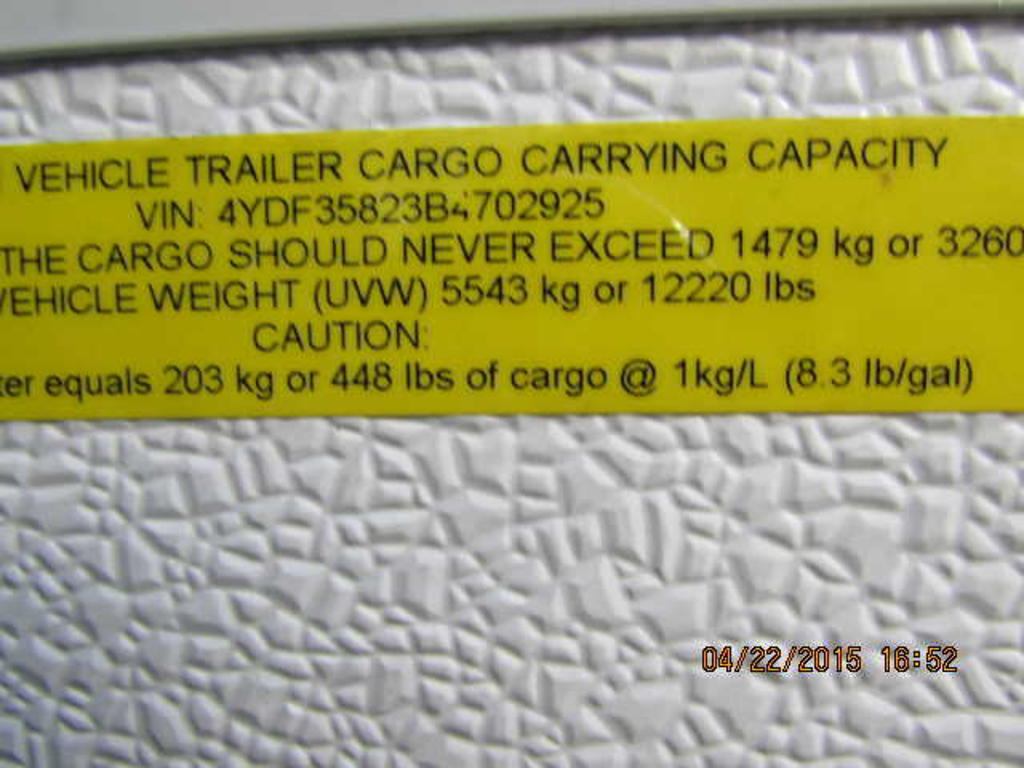 VEHICLE TRAILER CARGO CARRYING CAPACITY
VIN: 4YDF35823B4702925
THE CARGO SHOULD NEVER EXCEED 1479 kg or 3260
VEHICLE WEIGHT (UVW) 5543 kg or 12220 lbs
CAUTION:
ter equals 203 kg or 448 lbs of cargo @ 1kg/L (8.3 lb/gal)
04/22/2015 16:52